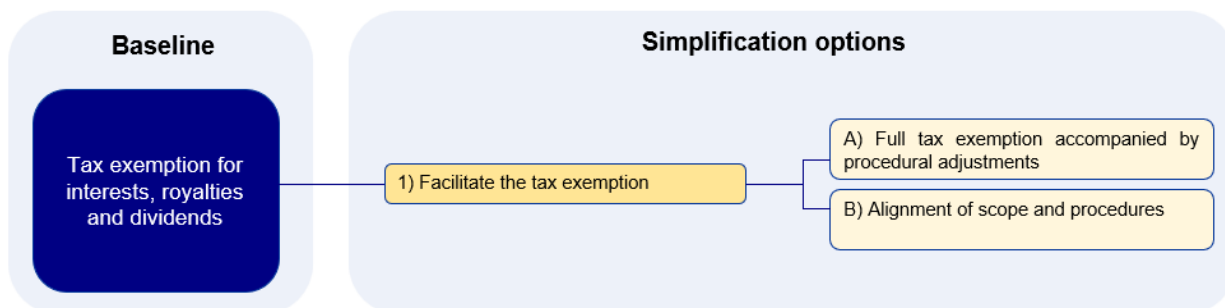 Baseline
Simplification options
Tax exemption for
interests, royalties
and dividends
1) Facilitate the tax exemption
A) Full tax exemption accompanied by
procedural adjustments
B) Alignment of scope and procedures